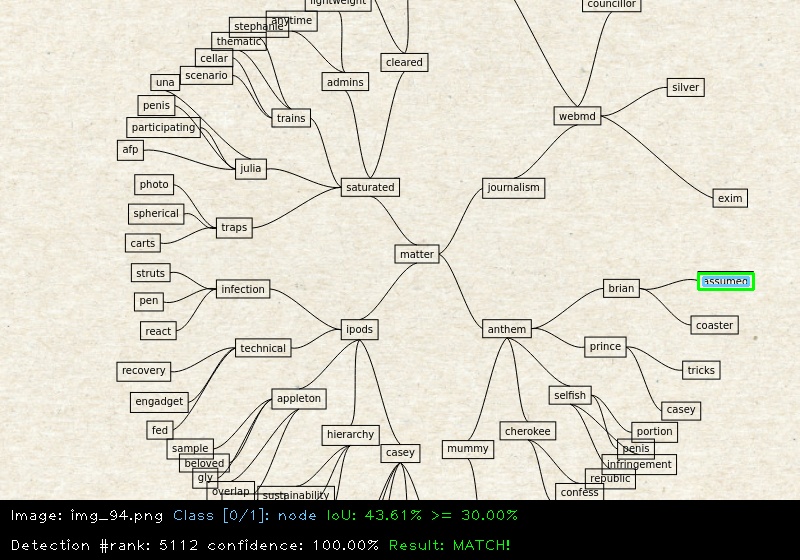 lightweight
councillor
anytime
stephanie
thematic
cellar
cleared
scenario
admins
una
silver
penis
trains
webmd
participating
afp
julia
photo
saturated
journalism
exim
spherical
traps
carts
matter
struts
infection
brian
assumed
pen
react
ipods
anthem
coaster
technical
prince
recovery
tricks
engadget
appleton
selfish
casey
fed
hierarchy
cherokee
portion
sample
casey
mummy
penis
beloved
infringement
gly
republic
overlap
sustainability
confess
Image: img_94.png Class [0/1]: node IoU: 43.61% >= 30.00%
Detection #rank: 5112 confidence: 100.00% Result: MATCH!